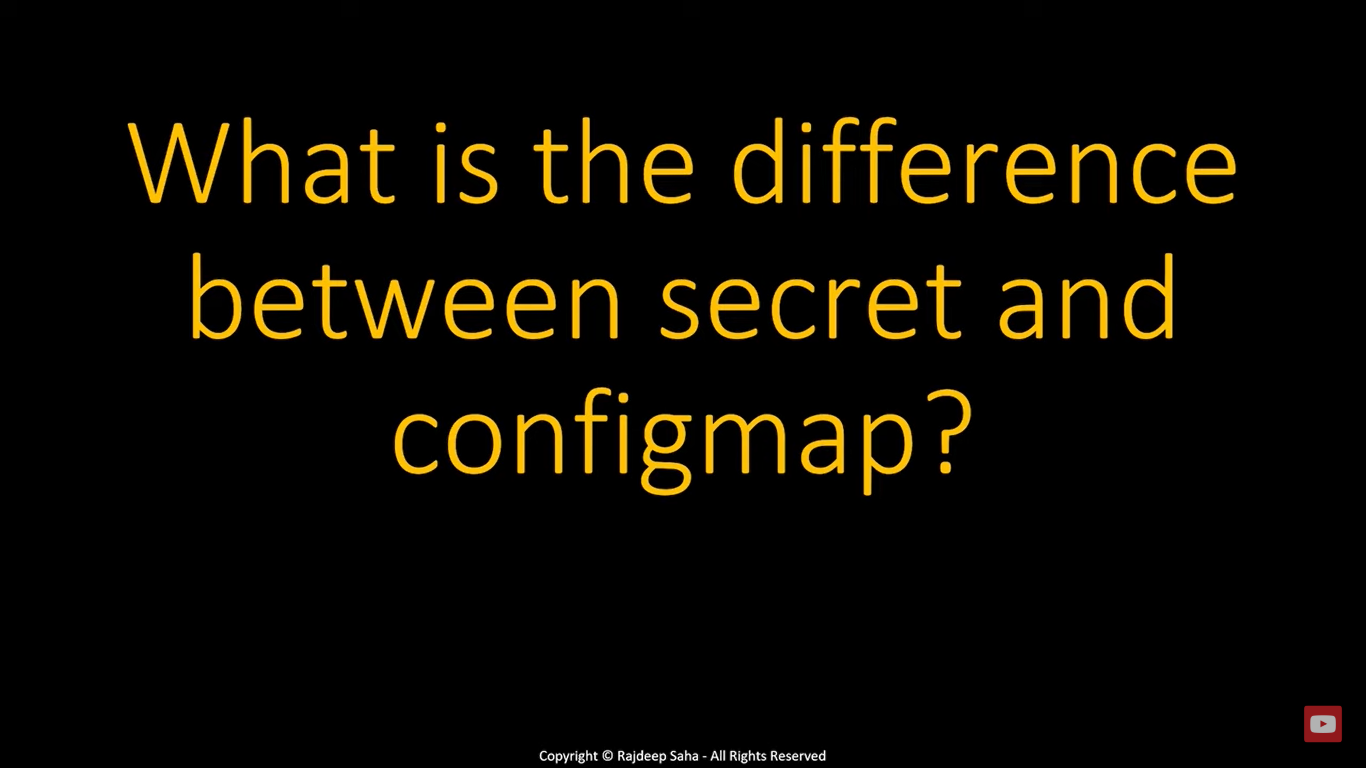 What is the difference
between secret and
configmap?
Copyright © Rajdeep Saha - All Rights Reserved